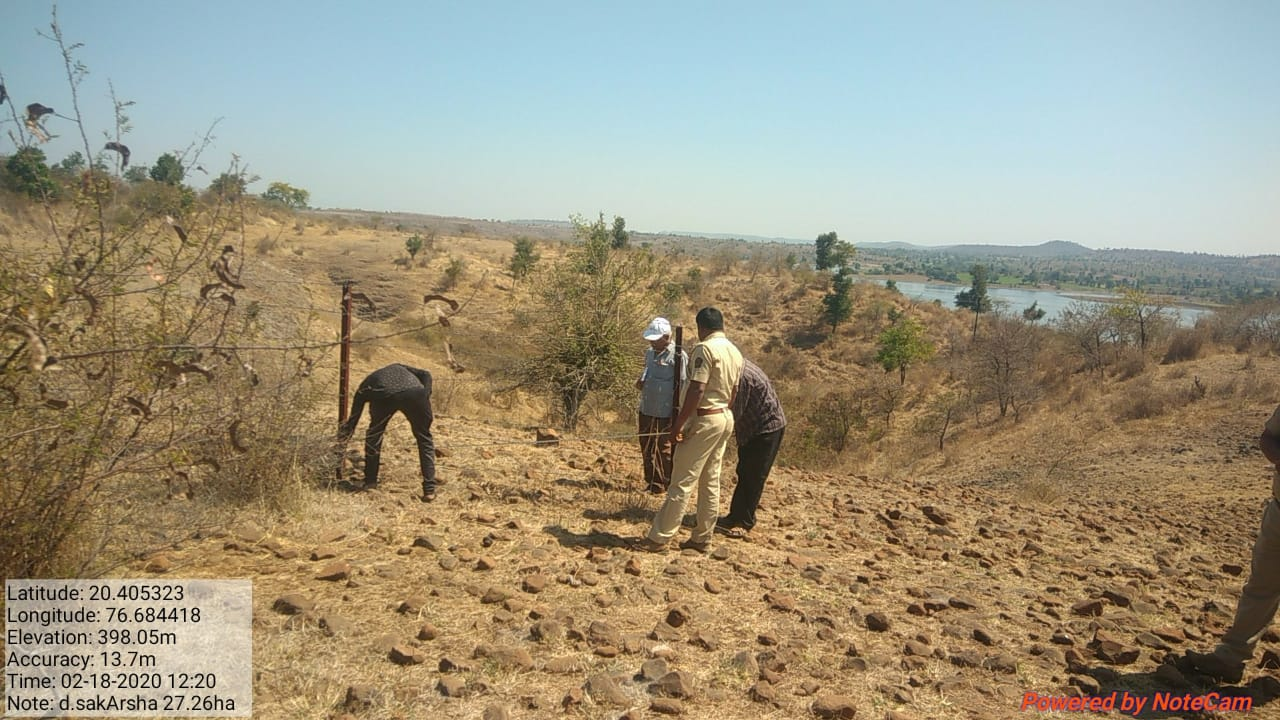 Latitude: 20.405323
Longitude: 76.684418
Elevation: 398.05m
Accuracy: 13.7m
Time: 02-18-2020 12:20
Note: d.sakArsha 27.26ha
Powered by NoteCam